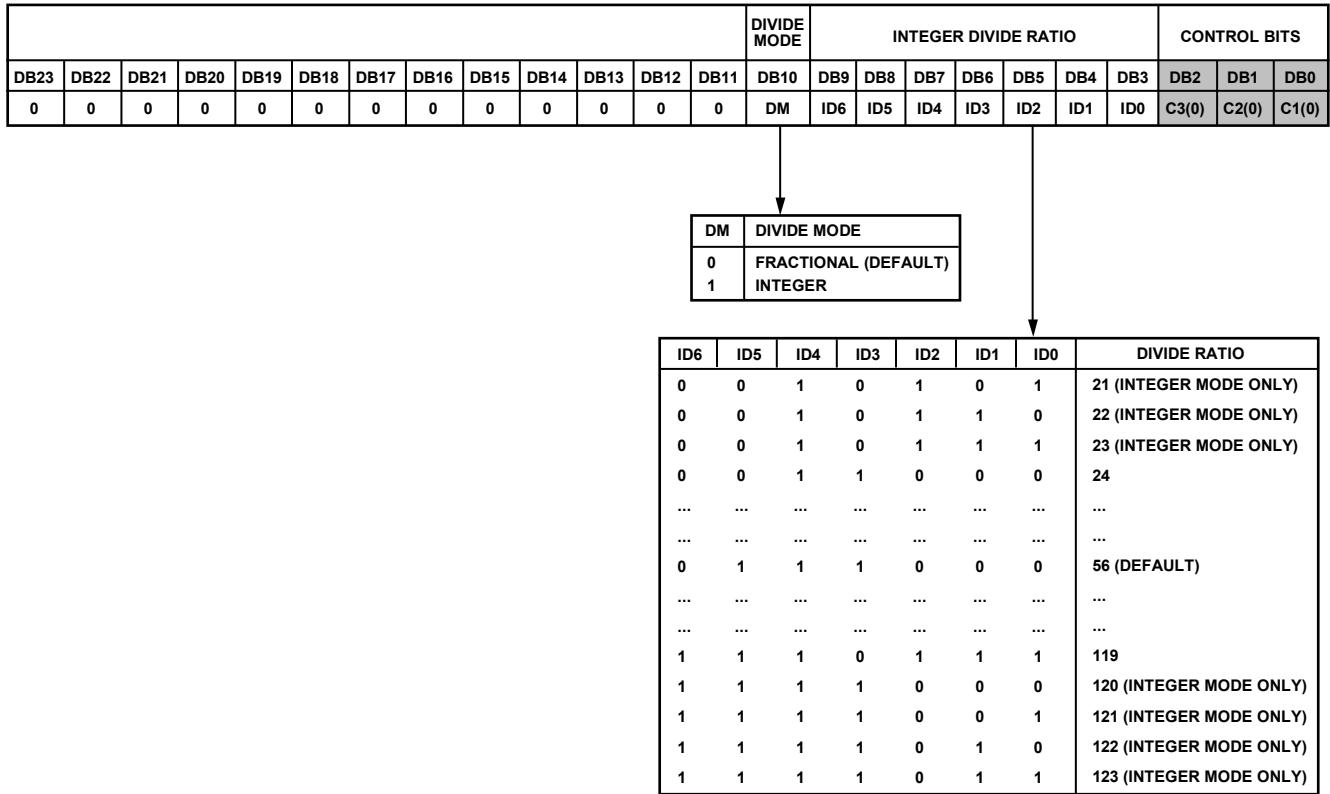 DIVIDE MODE INTEGER DIVIDE RATIO CONTROL BITS
DB23 DB22 DB21 DB20 DB19 DB18 DB17 DB16 DB15 DB14 DB13 DB12 DB11 DB10 DB9 DB8 DB7 DB6 DB5 DB4 DB3 DB2 DB1 DB0
0 0 0 0 0 0 0 0 0 0 0 0 0 DM ID6 ID5 ID4 ID3 ID2 ID1 ID0 C3(0) C2(0) C1(0)
DM DIVIDE MODE
0 FRACTIONAL (DEFAULT)
1 INTEGER
ID6 ID5 ID4 ID3 ID2 ID1 ID0 DIVIDE RATIO
0 0 1 0 1 0 1 21 (INTEGER MODE ONLY)
0 0 1 0 1 1 0 22 (INTEGER MODE ONLY)
0 0 1 0 1 1 1 23 (INTEGER MODE ONLY)
0 0 1 1 0 0 0 24
... ... ... ... ... ... ... ...
... ... ... ... ... ... ... ...
0 1 1 1 0 0 0 56 (DEFAULT)
... ... ... ... ... ... ... ...
... ... ... ... ... ... ... ...
1 1 1 0 1 1 1 119
1 1 1 1 0 0 0 120 (INTEGER MODE ONLY)
1 1 1 1 0 0 1 121 (INTEGER MODE ONLY)
1 1 1 1 0 1 0 122 (INTEGER MODE ONLY)
1 1 1 1 0 1 1 123 (INTEGER MODE ONLY)